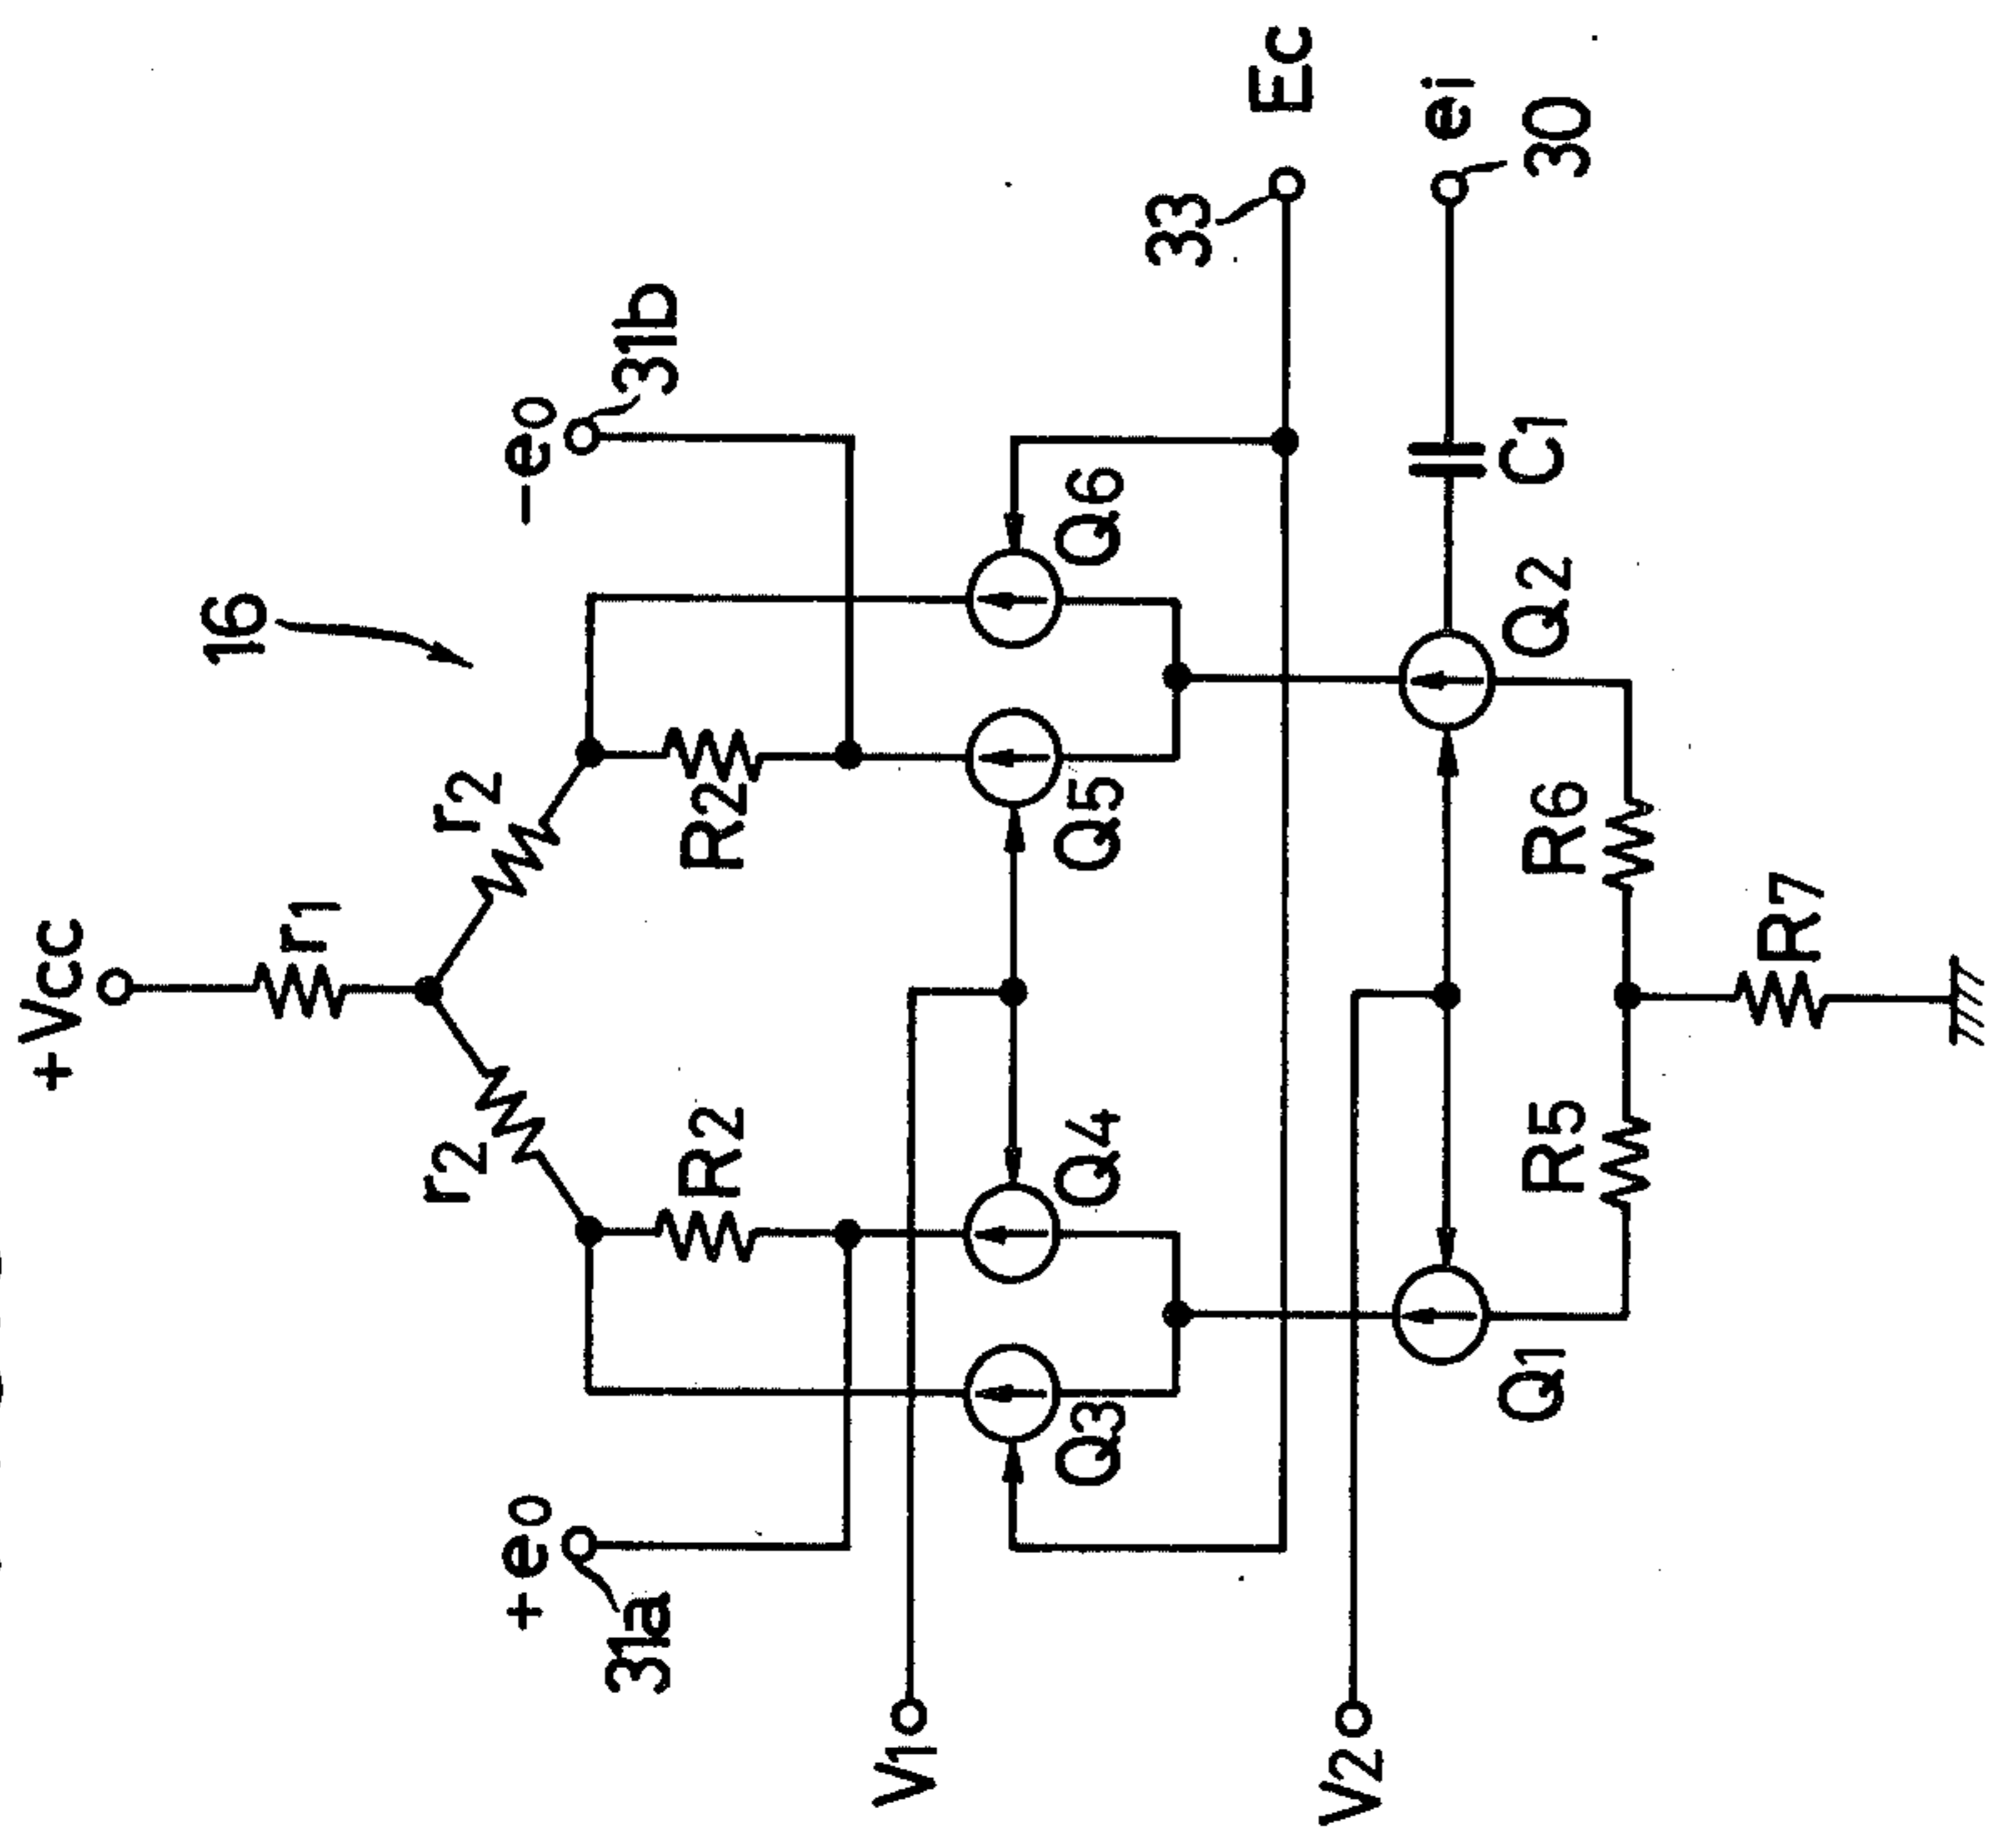 +Vcc
r1
16
r2
r2
-eo
31b
+eo
31a
R2
R2
33
Ec
V1
Q3
Q4
Q5
Q6
ei
30
C1
V2
Q1
Q2
R5
R6
R7